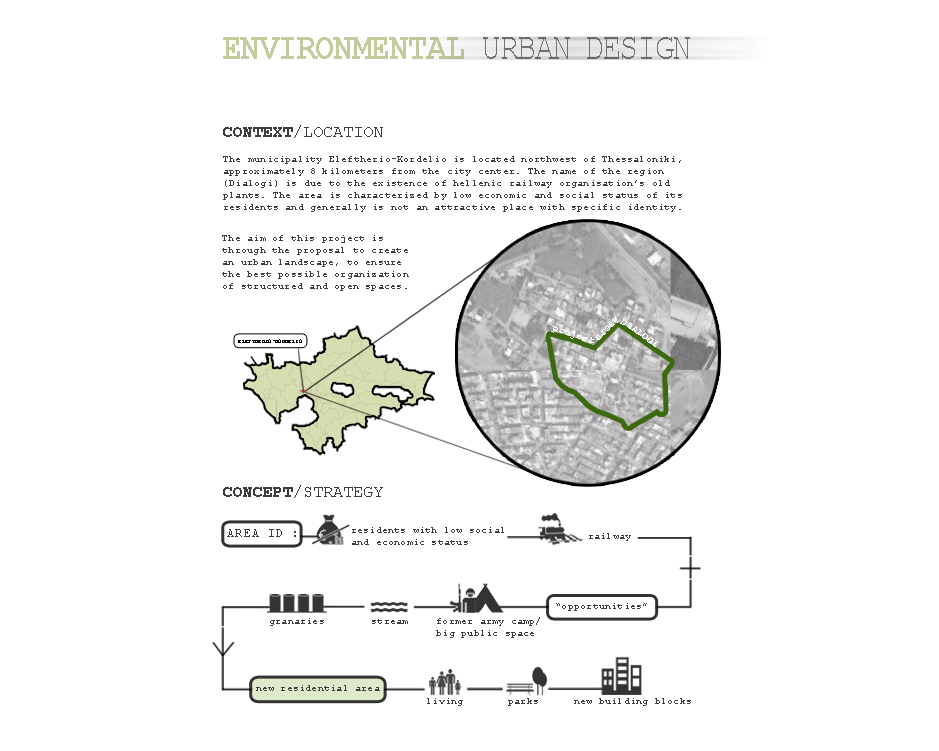 ENVIRONMENTAL URBAN DESIGN
CONTEXT/LOCATION
The municipality Eleftherio-Kordelio is located northwest of Thessaloniki,
approximately 8 kilometers from the city center. The name of the region
(Dialogi) is due to the existence of hellenic railway organisation's old
plants. The area is characterized by low economic and social status of its
residents and generally is not an attractive place with specific identity.
The aim of this project is
through the proposal to create
an urban landscape, to ensure
the best possible organization
of structured and open spaces.
project area: DIALOGI
CONCEPT/STRATEGY
AREA ID :
residents with low social
and economic status
railway
granaries
stream
former army camp/
big public space
"opportunities"
new residential area
living
parks
new building blocks